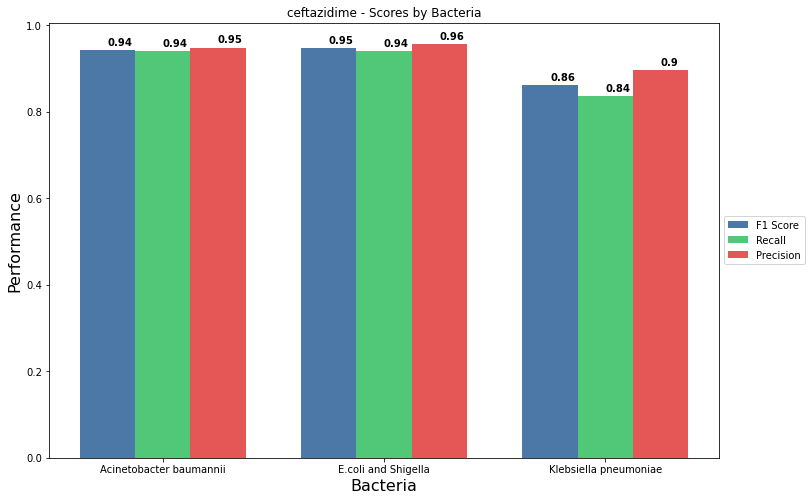 ceftazidime - Scores by Bacteria
1.0
0.8
0.6
0.4
0.2
0.0
Performance
0.94 0.94 0.95
0.95 0.94 0.96
0.86 0.84 0.9
Acinetobacter baumannii
E.coli and Shigella
Klebsiella pneumoniae
Bacteria
F1 Score
Recall
Precision